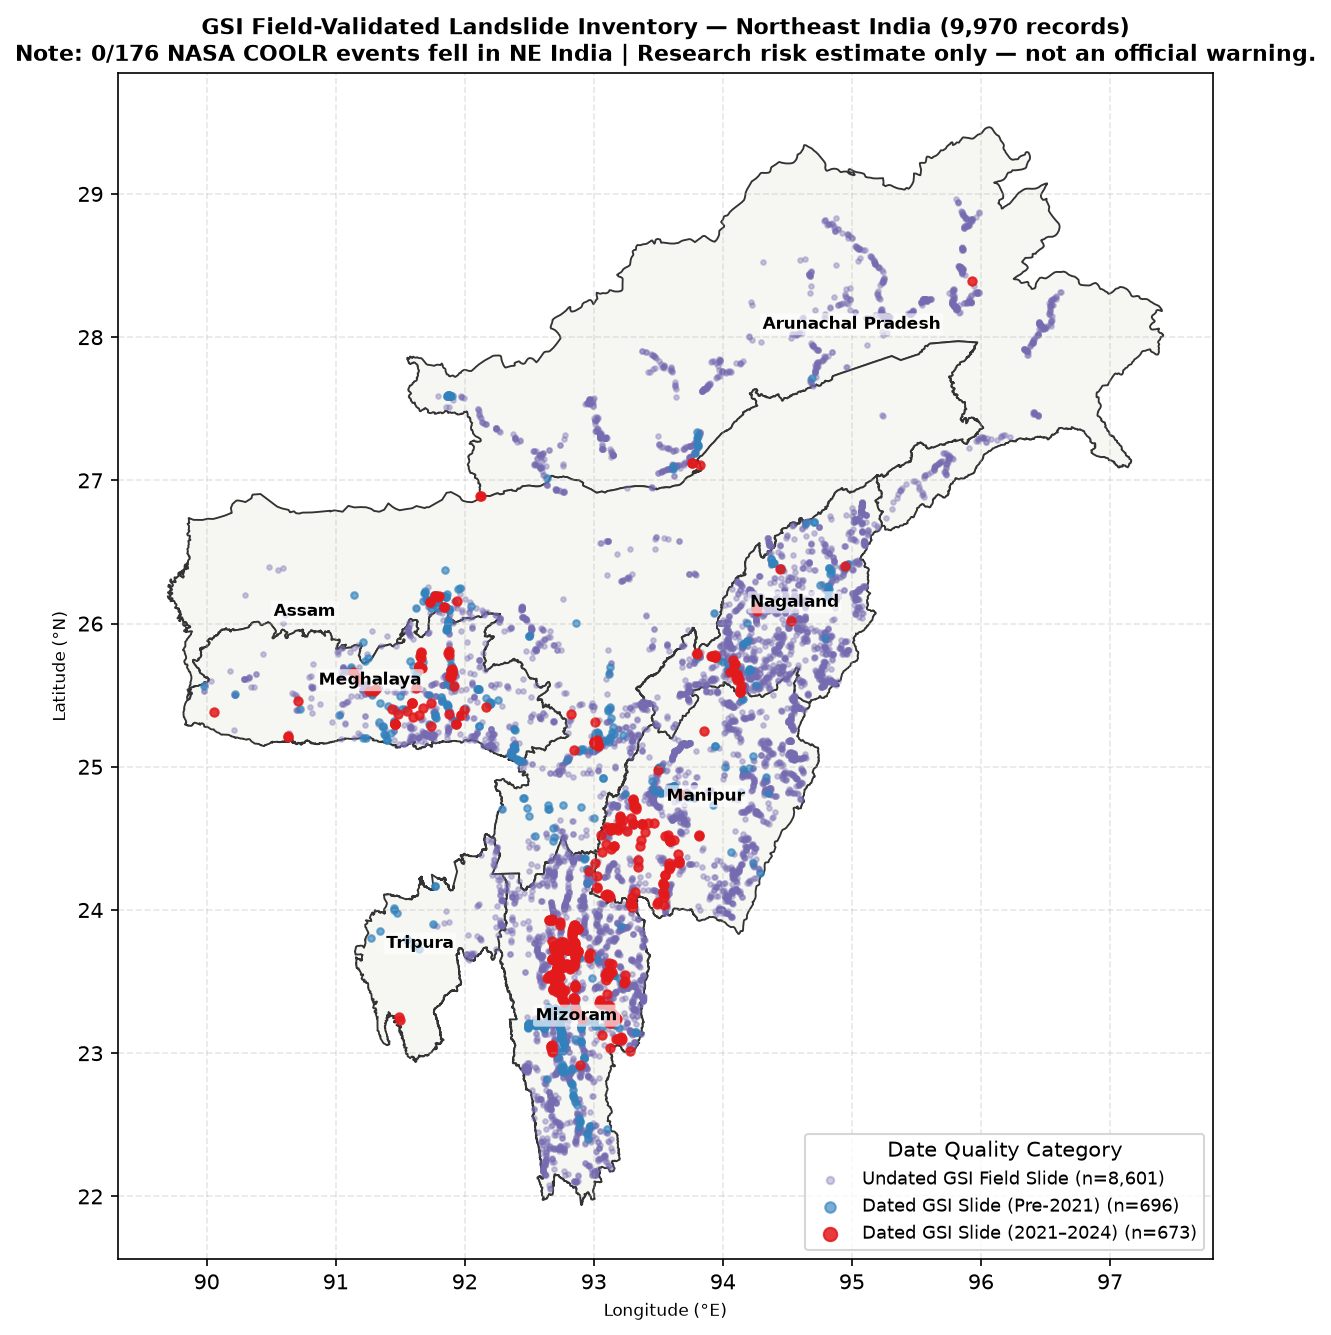 GSI Field-Validated Landslide Inventory — Northeast India (9,970 records)
Note: 0/176 NASA COOLR events fell in NE India | Research risk estimate only — not an official warning.
29
28
27
26
25
24
23
22
Latitude (°N)
Arunachal Pradesh
Assam
Nagaland
Meghalaya
Manipur
Tripura
Mizoram
Date Quality Category
Undated GSI Field Slide (n=8,601)
Dated GSI Slide (Pre-2021) (n=696)
Dated GSI Slide (2021–2024) (n=673)
90 91 92 93 94 95 96 97
Longitude (°E)